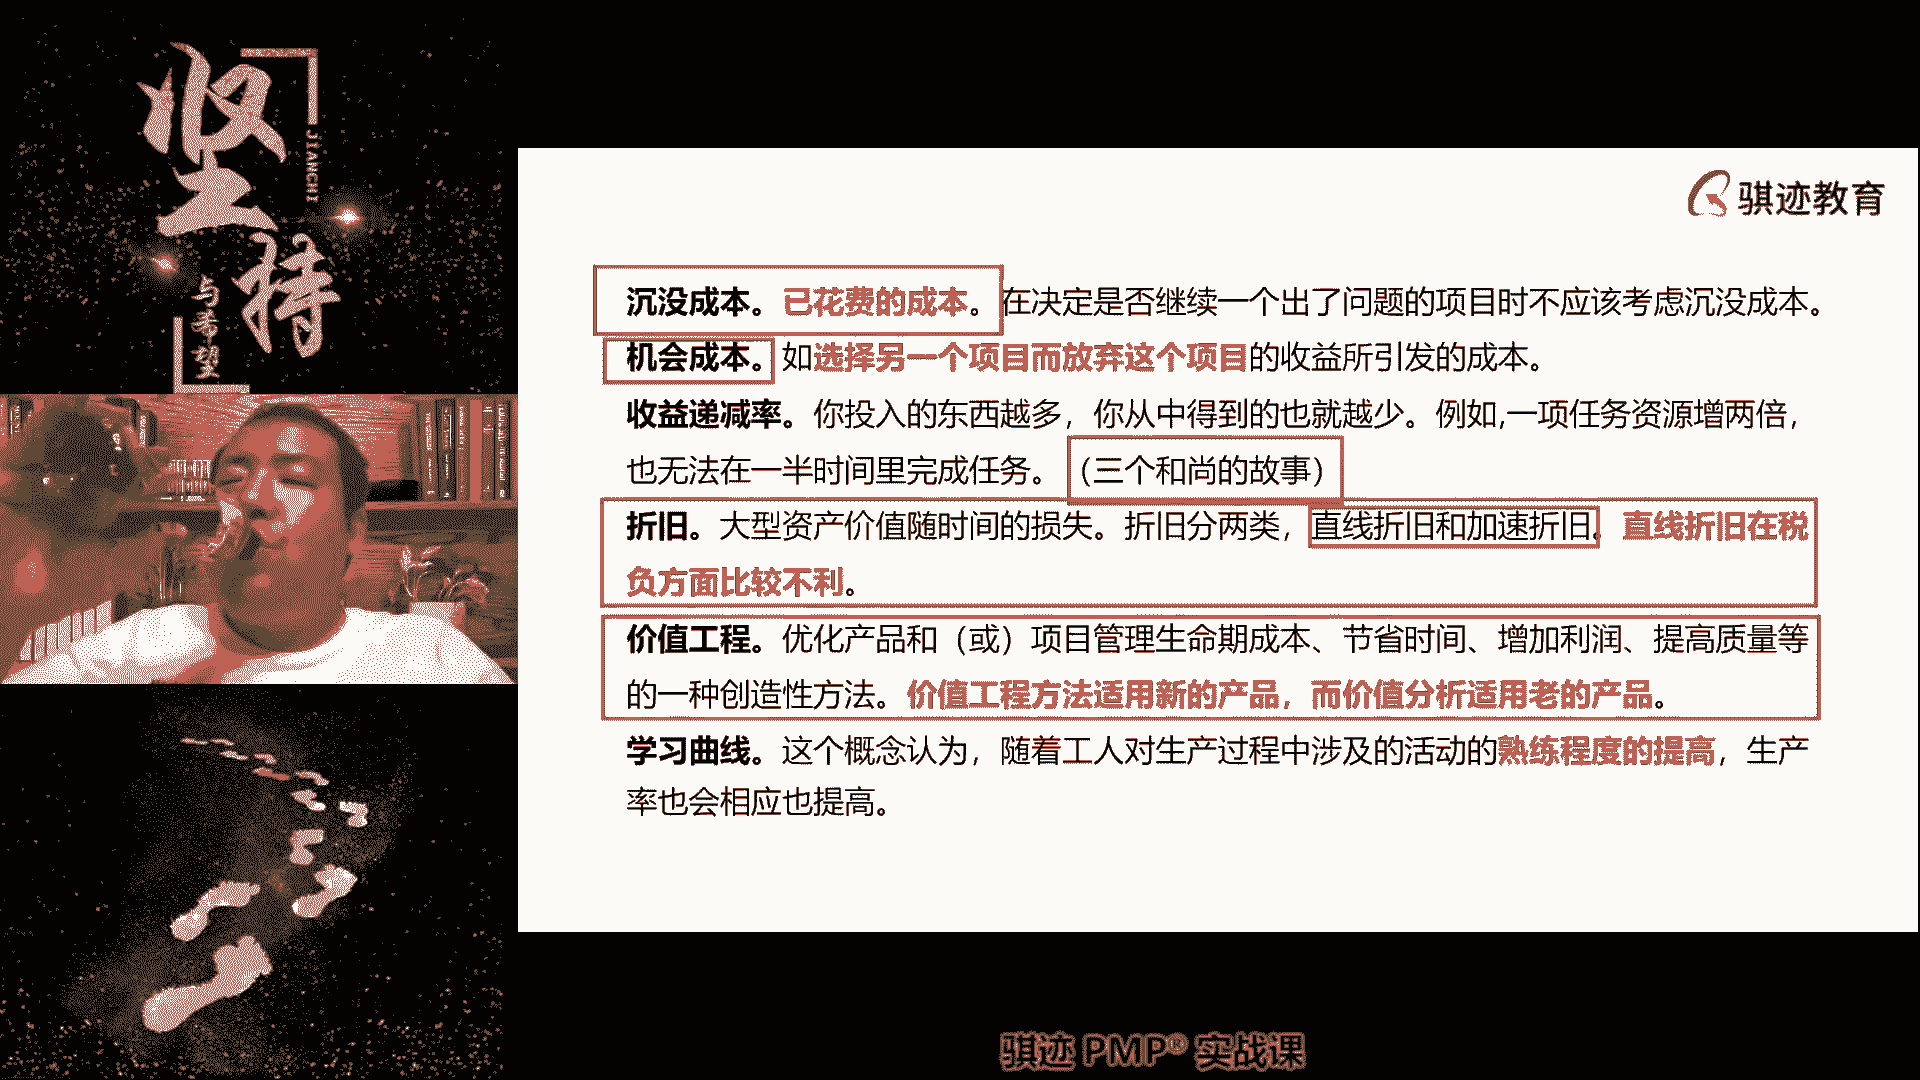 坚持
JIANCHI
与希望
骐迹教育
沉没成本。已花费的成本。在决定是否继续一个出了问题的项目时不应该考虑沉没成本。
机会成本。如选择另一个项目而放弃这个项目的收益所引发的成本。
收益递减率。你投入的东西越多，你从中得到的也就越少。例如,一项任务资源增两倍，
也无法在一半时间里完成任务。（三个和尚的故事）
折旧。大型资产价值随时间的损失。折旧分两类，直线折旧和加速折旧。直线折旧在税
负方面比较不利。
价值工程。优化产品和（或）项目管理生命期成本、节省时间、增加利润、提高质量等
的一种创造性方法。价值工程方法适用新的产品，而价值分析适用老的产品。
学习曲线。这个概念认为，随着工人对生产过程中涉及的活动的熟练程度的提高，生产
率也会相应也提高。
骐迹 PMP® 实战课